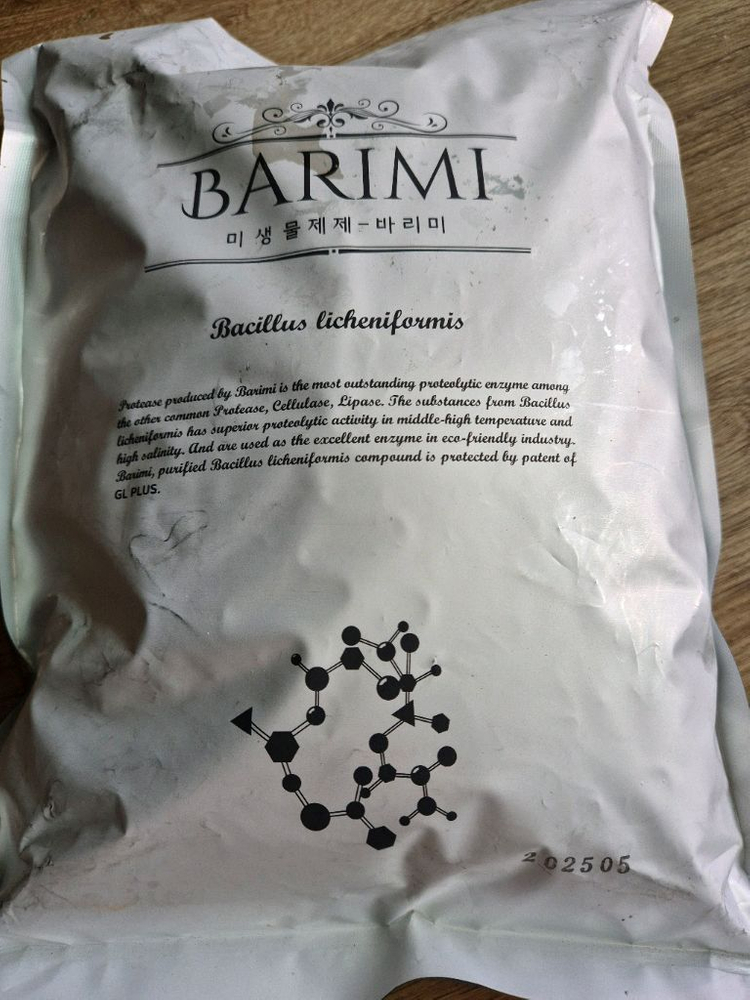 BARIMI
미생물제제-바리미
Bacillus licheniformis
Protease produced by Barimi is the most outstanding proteolytic enzyme among
the other common Protease, Cellulase, Lipase. The substances from Bacillus
licheniformis has superior proteolytic activity in middle-high temperature and
high salinity. And are used as the excellent enzyme in eco-friendly industry.
Barimi, purified Bacillus licheniformis compound is protected by patent of
GL PLUS.
202505